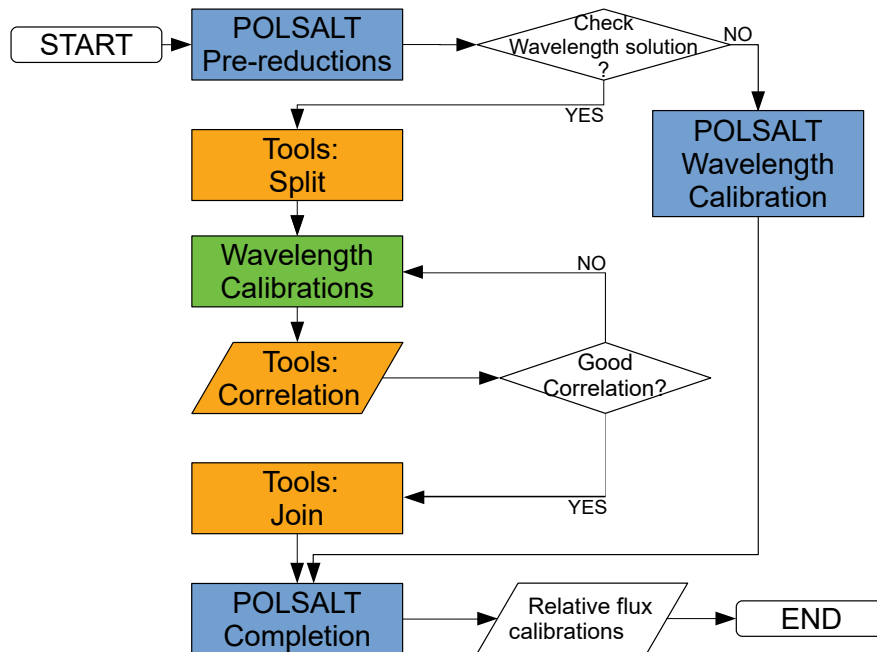 START
POLSALT
Pre-reductions
Check
Wavelength solution
?
NO
YES
POLSALT
Wavelength
Calibration
Tools:
Split
Wavelength
Calibrations
NO
Tools:
Correlation
Good
Correlation?
YES
Tools:
Join
POLSALT
Completion
Relative flux
calibrations
END